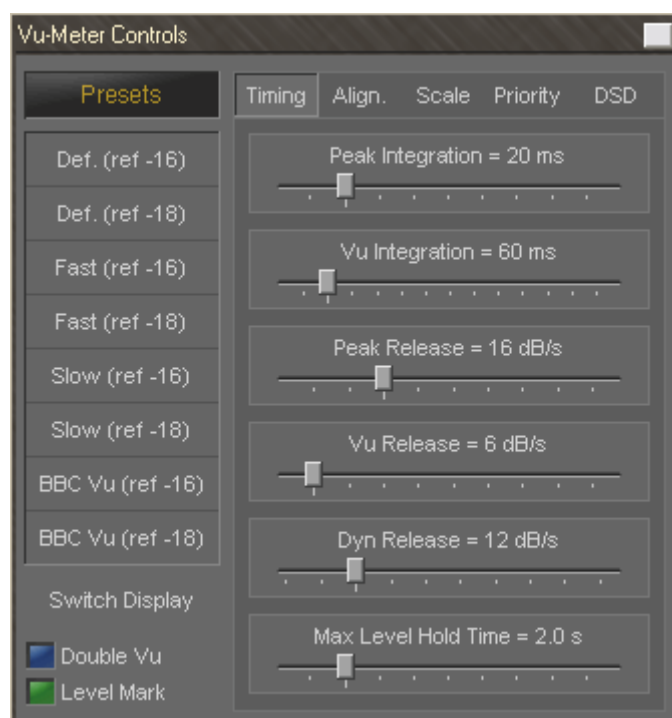 Vu-Meter Controls
Presets
Def. (ref -16)
Def. (ref -18)
Fast (ref -16)
Fast (ref -18)
Slow (ref -16)
Slow (ref -18)
BBC Vu (ref -16)
BBC Vu (ref -18)
Switch Display
Double Vu
Level Mark
Timing Align. Scale Priority DSD
Peak Integration = 20 ms
Vu Integration = 60 ms
Peak Release = 16 dB/s
Vu Release = 6 dB/s
Dyn Release = 12 dB/s
Max Level Hold Time = 2.0 s